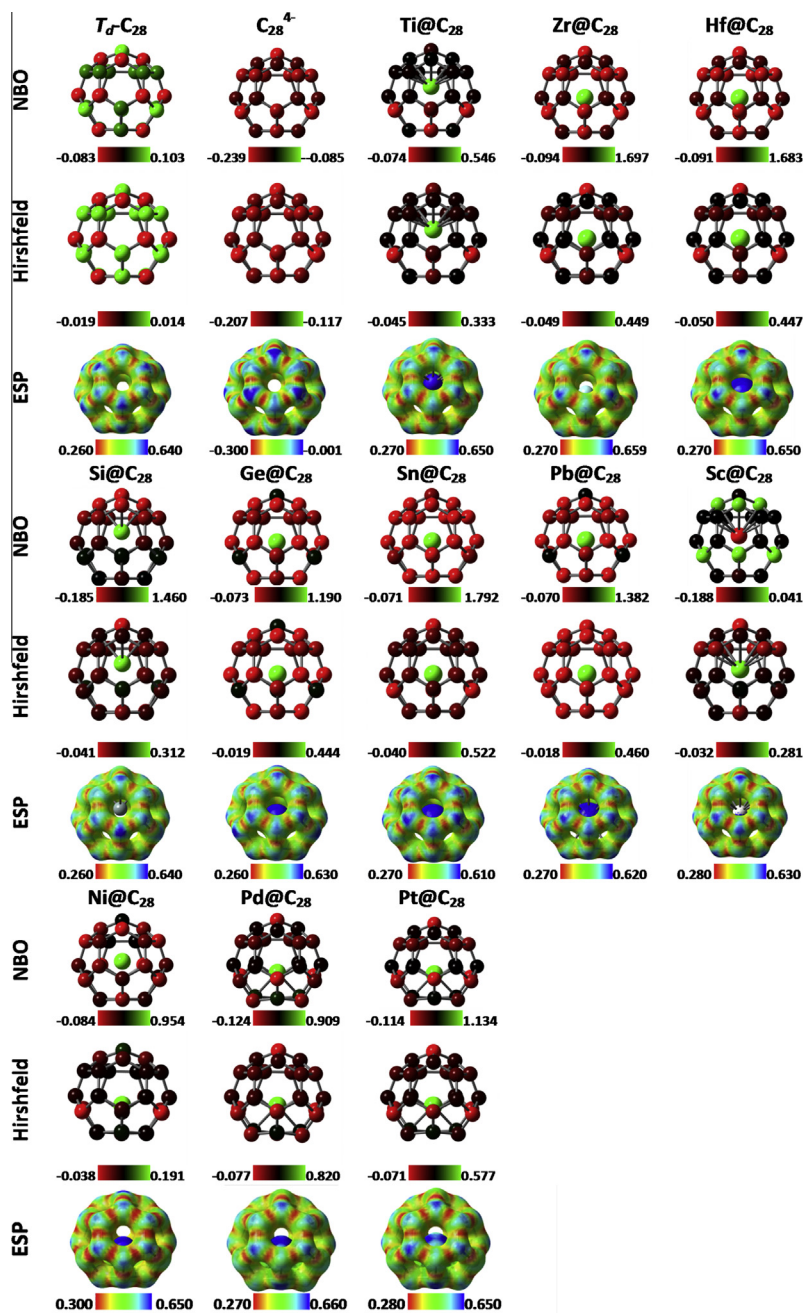 T_d-C₂₈ C₂₈⁴⁻ Ti@C₂₈ Zr@C₂₈ Hf@C₂₈
NBO
-0.083 0.103 -0.239 --0.085 -0.074 0.546 -0.094 1.697 -0.091 1.683
Hirshfeld
-0.019 0.014 -0.207 -0.117 -0.045 0.333 -0.049 0.449 -0.050 0.447
ESP
0.260 0.640 -0.300 -0.001 0.270 0.650 0.270 0.659 0.270 0.650
Si@C₂₈ Ge@C₂₈ Sn@C₂₈ Pb@C₂₈ Sc@C₂₈
NBO
-0.185 1.460 -0.073 1.190 -0.071 1.792 -0.070 1.382 -0.188 0.041
Hirshfeld
-0.041 0.312 -0.019 0.444 -0.040 0.522 -0.018 0.460 -0.032 0.281
ESP
0.260 0.640 0.260 0.630 0.270 0.610 0.270 0.620 0.280 0.630
Ni@C₂₈ Pd@C₂₈ Pt@C₂₈
NBO
-0.084 0.954 -0.124 0.909 -0.114 1.134
Hirshfeld
-0.038 0.191 -0.077 0.820 -0.071 0.577
ESP
0.300 0.650 0.270 0.660 0.280 0.650